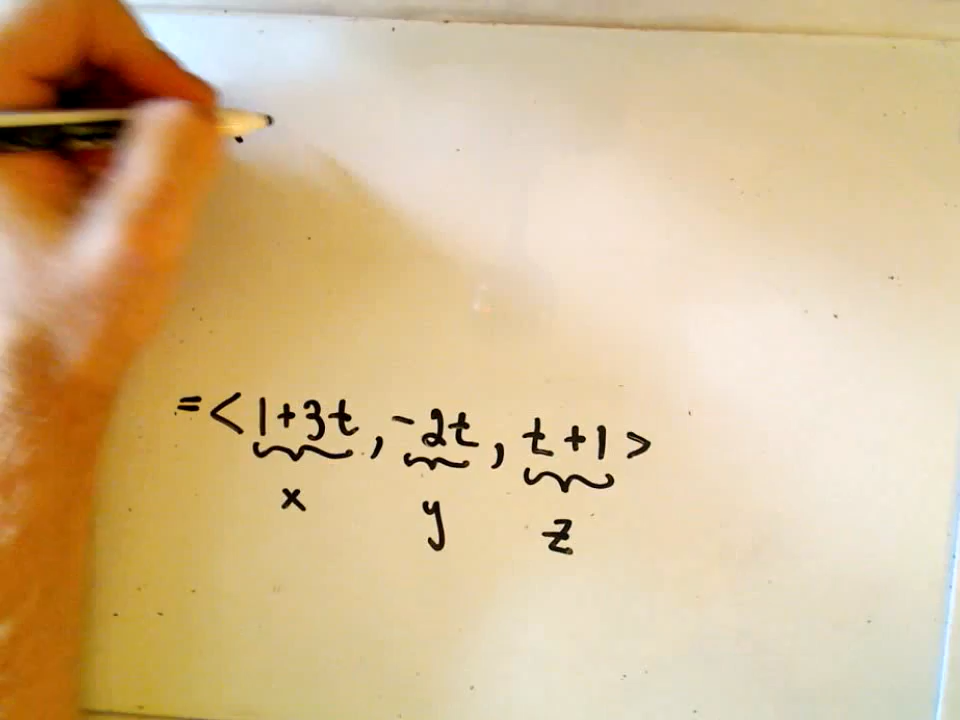 =<1+3t, -2t, t+1>
x y z